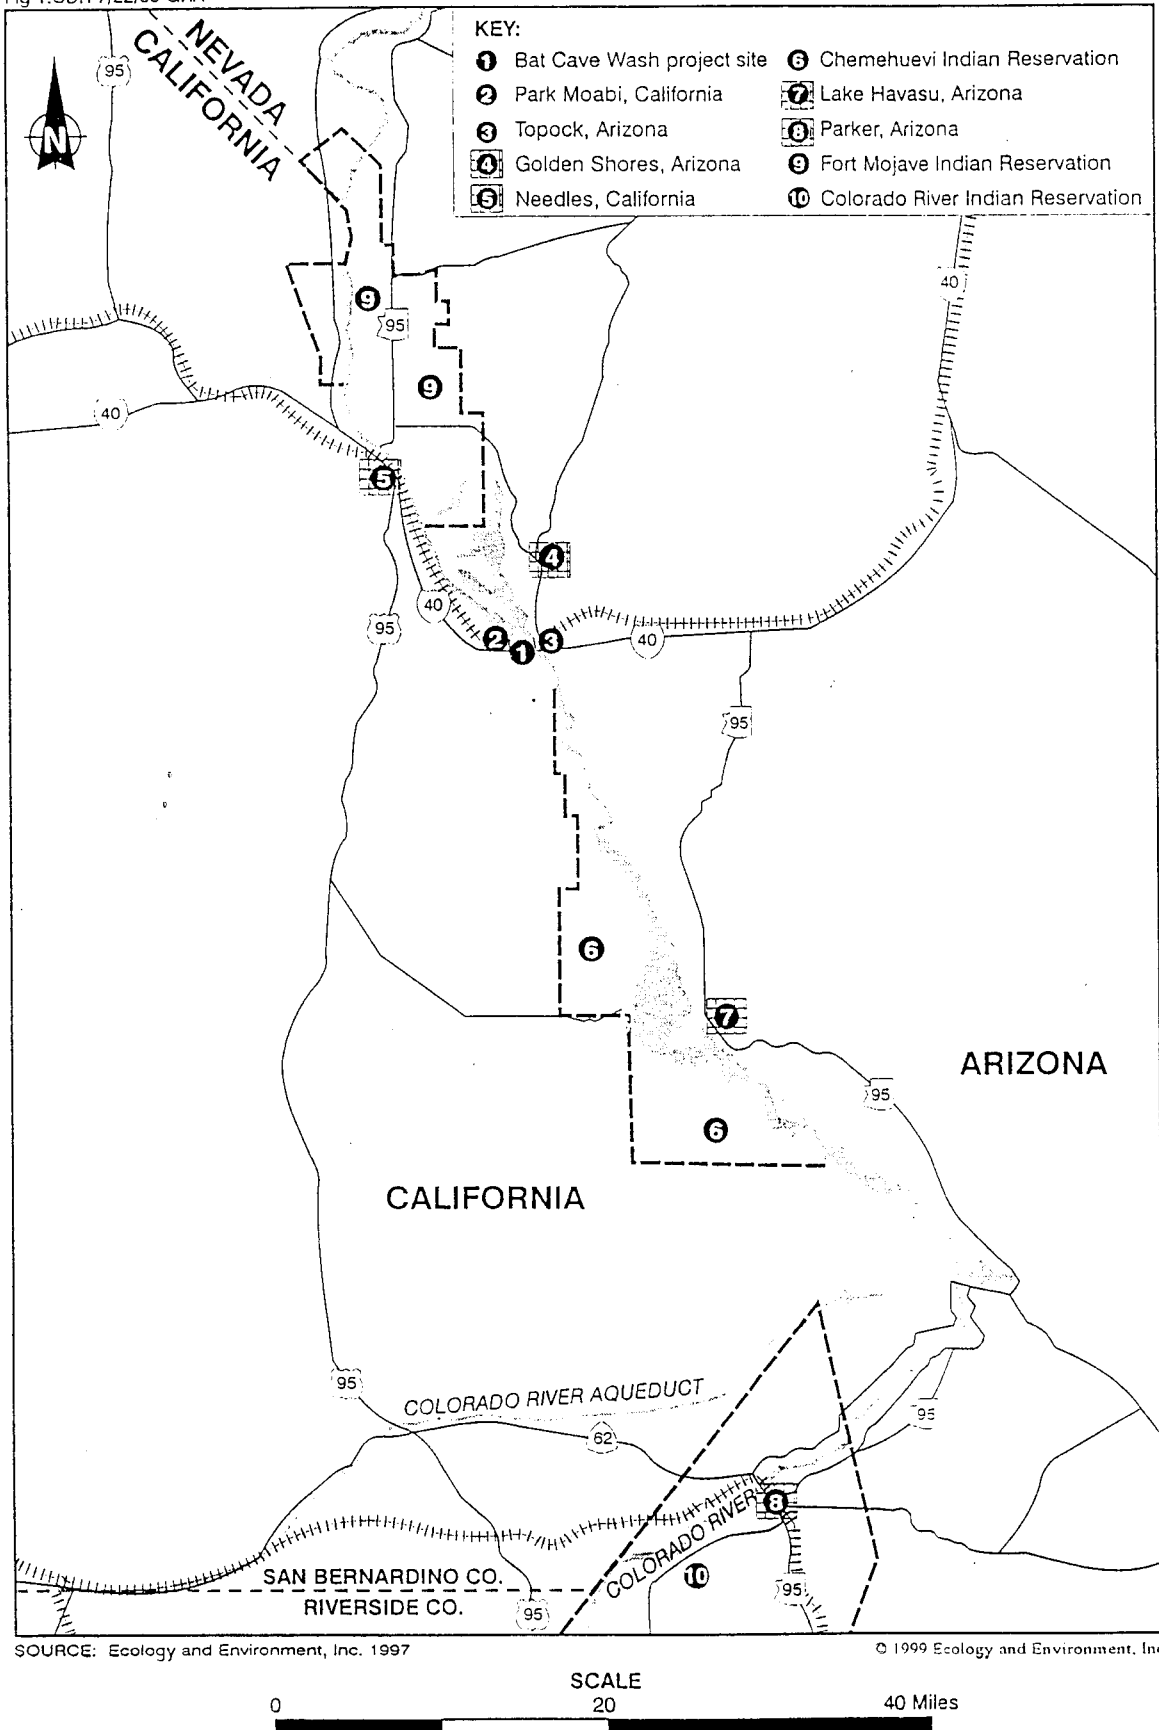 NEVADA
CALIFORNIA
N
KEY:
1 Bat Cave Wash project site
2 Park Moabi, California
3 Topock, Arizona
4 Golden Shores, Arizona
5 Needles, California
6 Chemehuevi Indian Reservation
7 Lake Havasu, Arizona
8 Parker, Arizona
9 Fort Mojave Indian Reservation
10 Colorado River Indian Reservation
95
40
9
95
9
40
5
4
40
95
2
1
3
40
95
6
7
ARIZONA
95
6
CALIFORNIA
95
COLORADO RIVER AQUEDUCT
62
95
8
COLORADO RIVER
10
SAN BERNARDINO CO.
RIVERSIDE CO.
95
95
SOURCE: Ecology and Environment, Inc. 1997
© 1999 Ecology and Environment,
SCALE
0 20 40 Miles